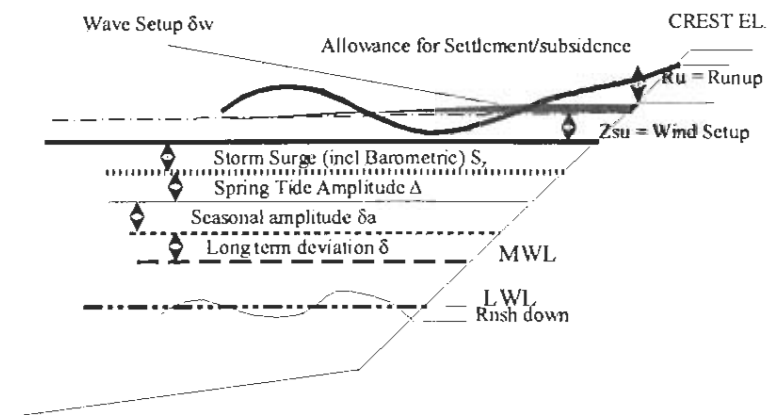 Wave Setup δw
CREST EL.
Allowance for Settlement/subsidence
Ru = Runup
Zsu = Wind Setup
Storm Surge (incl Barometric) Sz
Spring Tide Amplitude Δ
Seasonal amplitude δa
Long term deviation δ
MWL
LWL
Rush down